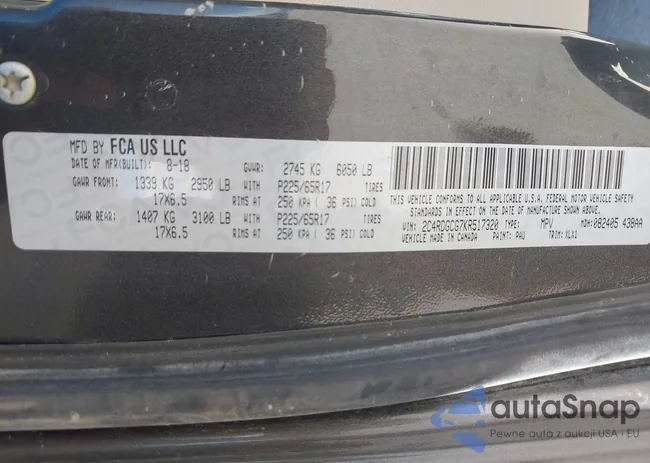 MFD BY FCA US LLC
DATE OF MFR(BUILT): 8-18 GVWR: 2745 KG 6050 LB
GAWR FRONT: 1339 KG 2950 LB WITH P225/65R17 TIRES
17X6.5 RIMS AT 250 KPA ( 36 PSI) COLD
GAWR REAR: 1407 KG 3100 LB WITH P225/65R17 TIRES
17X6.5 RIMS AT 250 KPA ( 36 PSI) COLD
THIS VEHICLE CONFORMS TO ALL APPLICABLE U.S.A. FEDERAL MOTOR VEHICLE SAFETY
STANDARDS IN EFFECT ON THE DATE OF MANUFACTURE SHOWN ABOVE.
VIN: 2C4RDGCG7KR517320 TYPE: MPV MDH: 082405 438AA
VEHICLE MADE IN CANADA PAINT: PAU TRIM: XLX1
autoSnap
Pewne auta z aukcji USA i EU